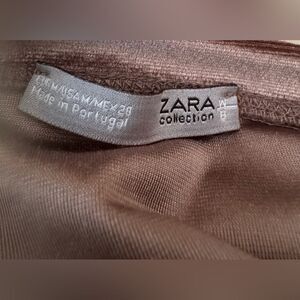 M/USA M/MEX 28
Made in Portugal
ZARA
collection
W
B